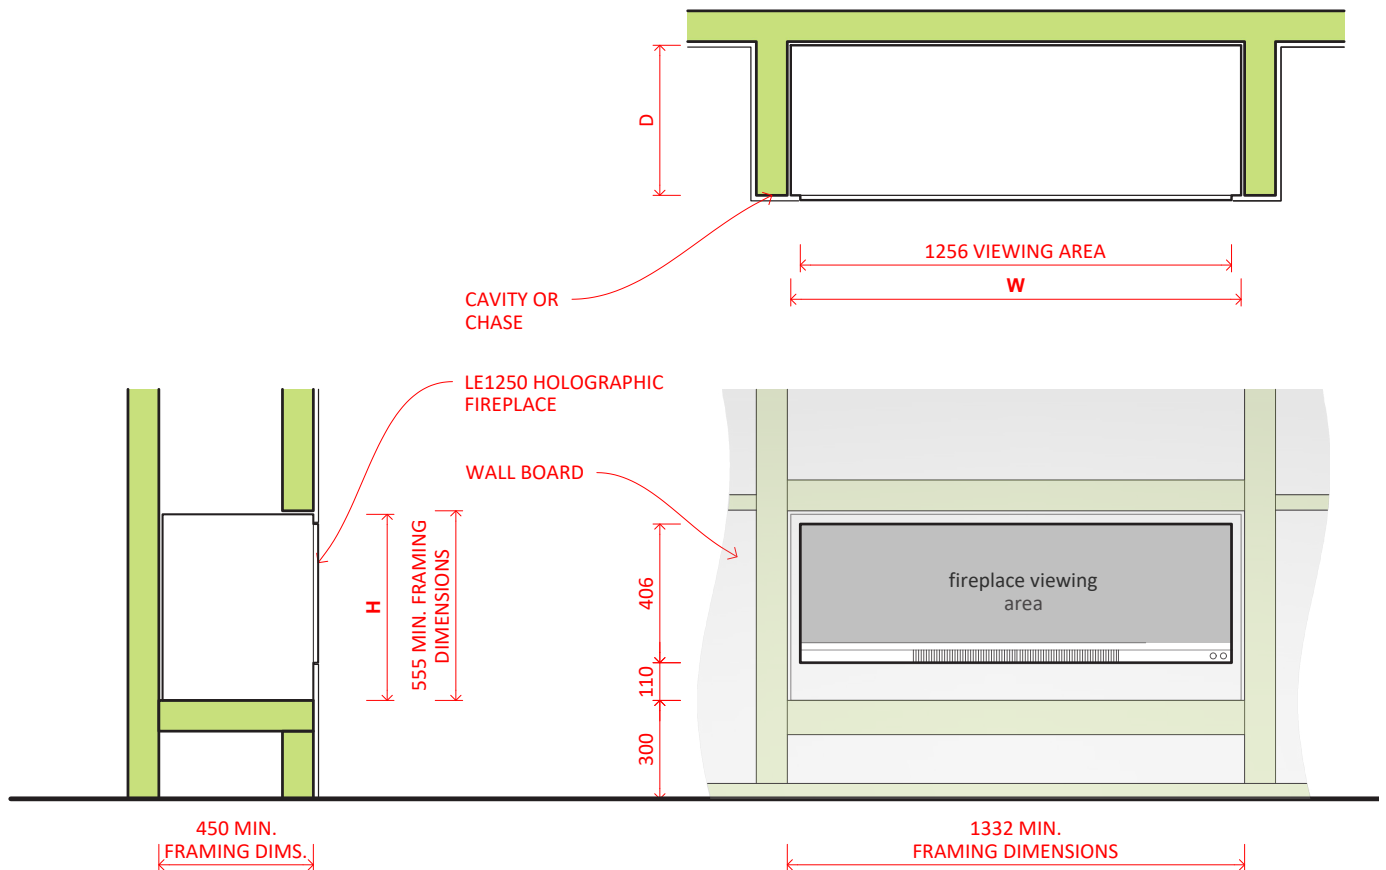 D
1256 VIEWING AREA
W
CAVITY OR
CHASE
LE1250 HOLOGRAPHIC
FIREPLACE
WALL BOARD
H
555 MIN. FRAMING
DIMENSIONS
406
110
300
fireplace viewing
area
450 MIN.
FRAMING DIMS.
1332 MIN.
FRAMING DIMENSIONS